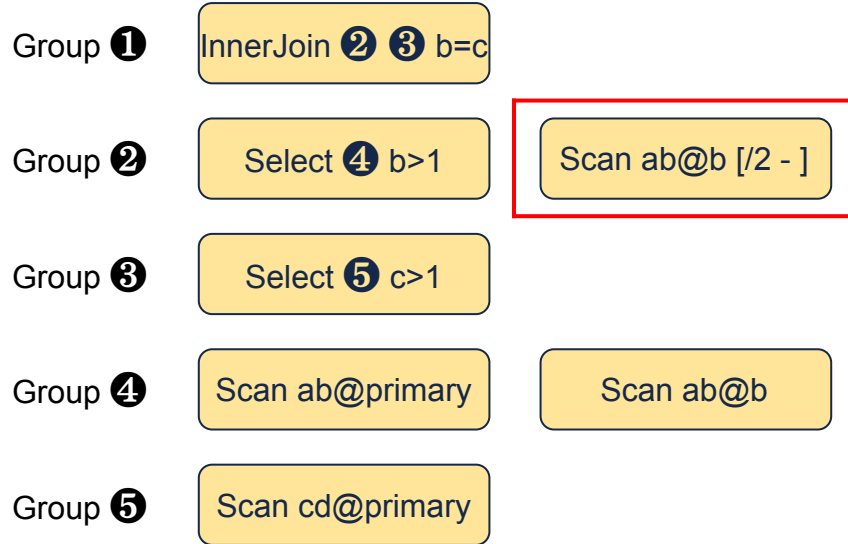 Group ❶ InnerJoin ❷ ❸ b=c
Group ❷ Select ❹ b>1 Scan ab@b [/2 - ]
Group ❸ Select ❺ c>1
Group ❹ Scan ab@primary Scan ab@b
Group ❺ Scan cd@primary